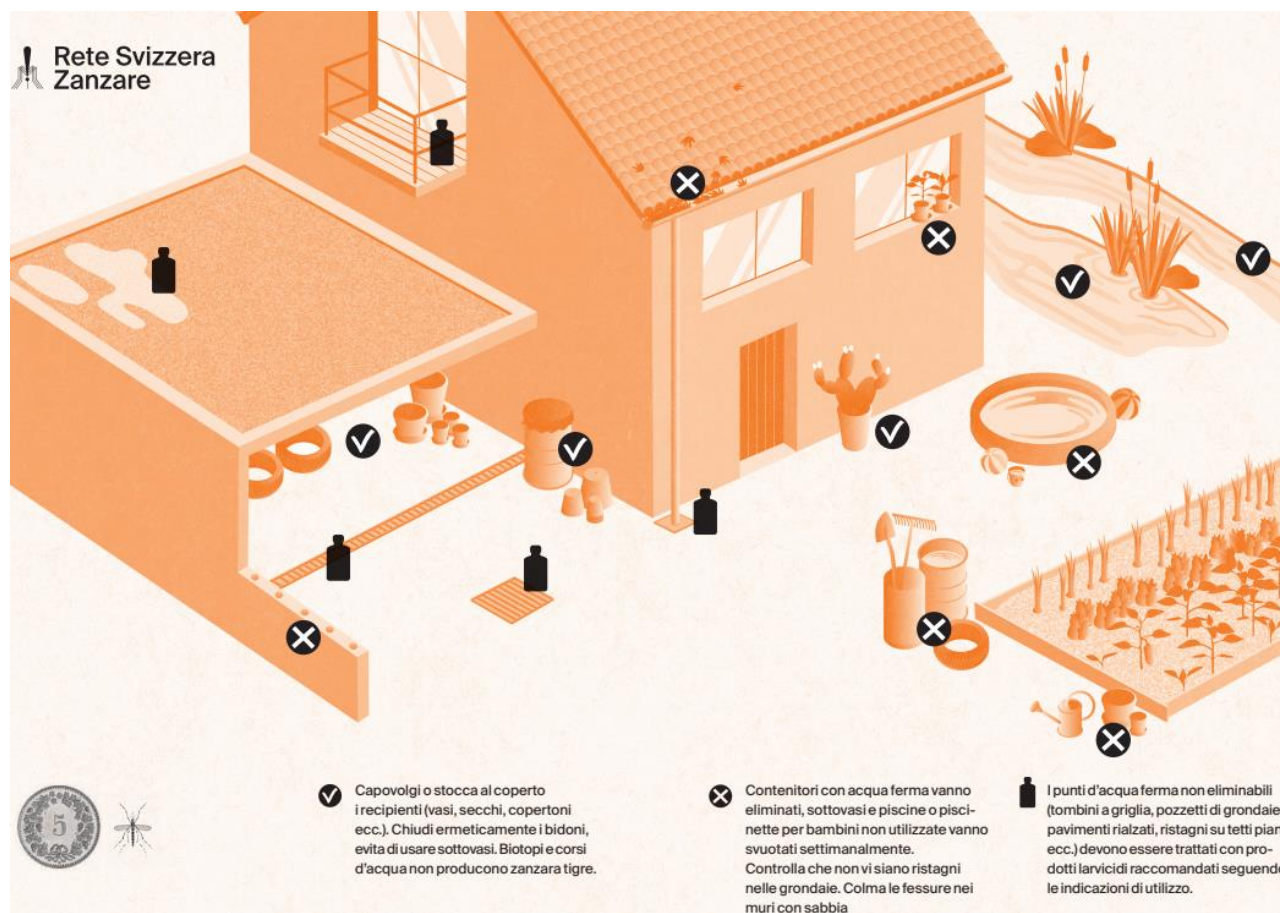 Rete Svizzera
Zanzare
5
Capovolgi o stocca al coperto
i recipienti (vasi, secchi, copertoni
ecc.). Chiudi ermeticamente i bidoni,
evita di usare sottovasi. Biotopi e corsi
d'acqua non producono zanzara tigre.
Contenitori con acqua ferma vanno
eliminati, sottovasi e piscine o pisci-
nette per bambini non utilizzate vanno
svuotati settimanalmente.
Controlla che non vi siano ristagni
nelle grondaie. Colma le fessure nei
muri con sabbia
I punti d'acqua ferma non eliminabili
(tombini a griglia, pozzetti di grondaie
pavimenti rialzati, ristagni su tetti pian
ecc.) devono essere trattati con pro-
dotti larvicidi raccomandati seguend
le indicazioni di utilizzo.